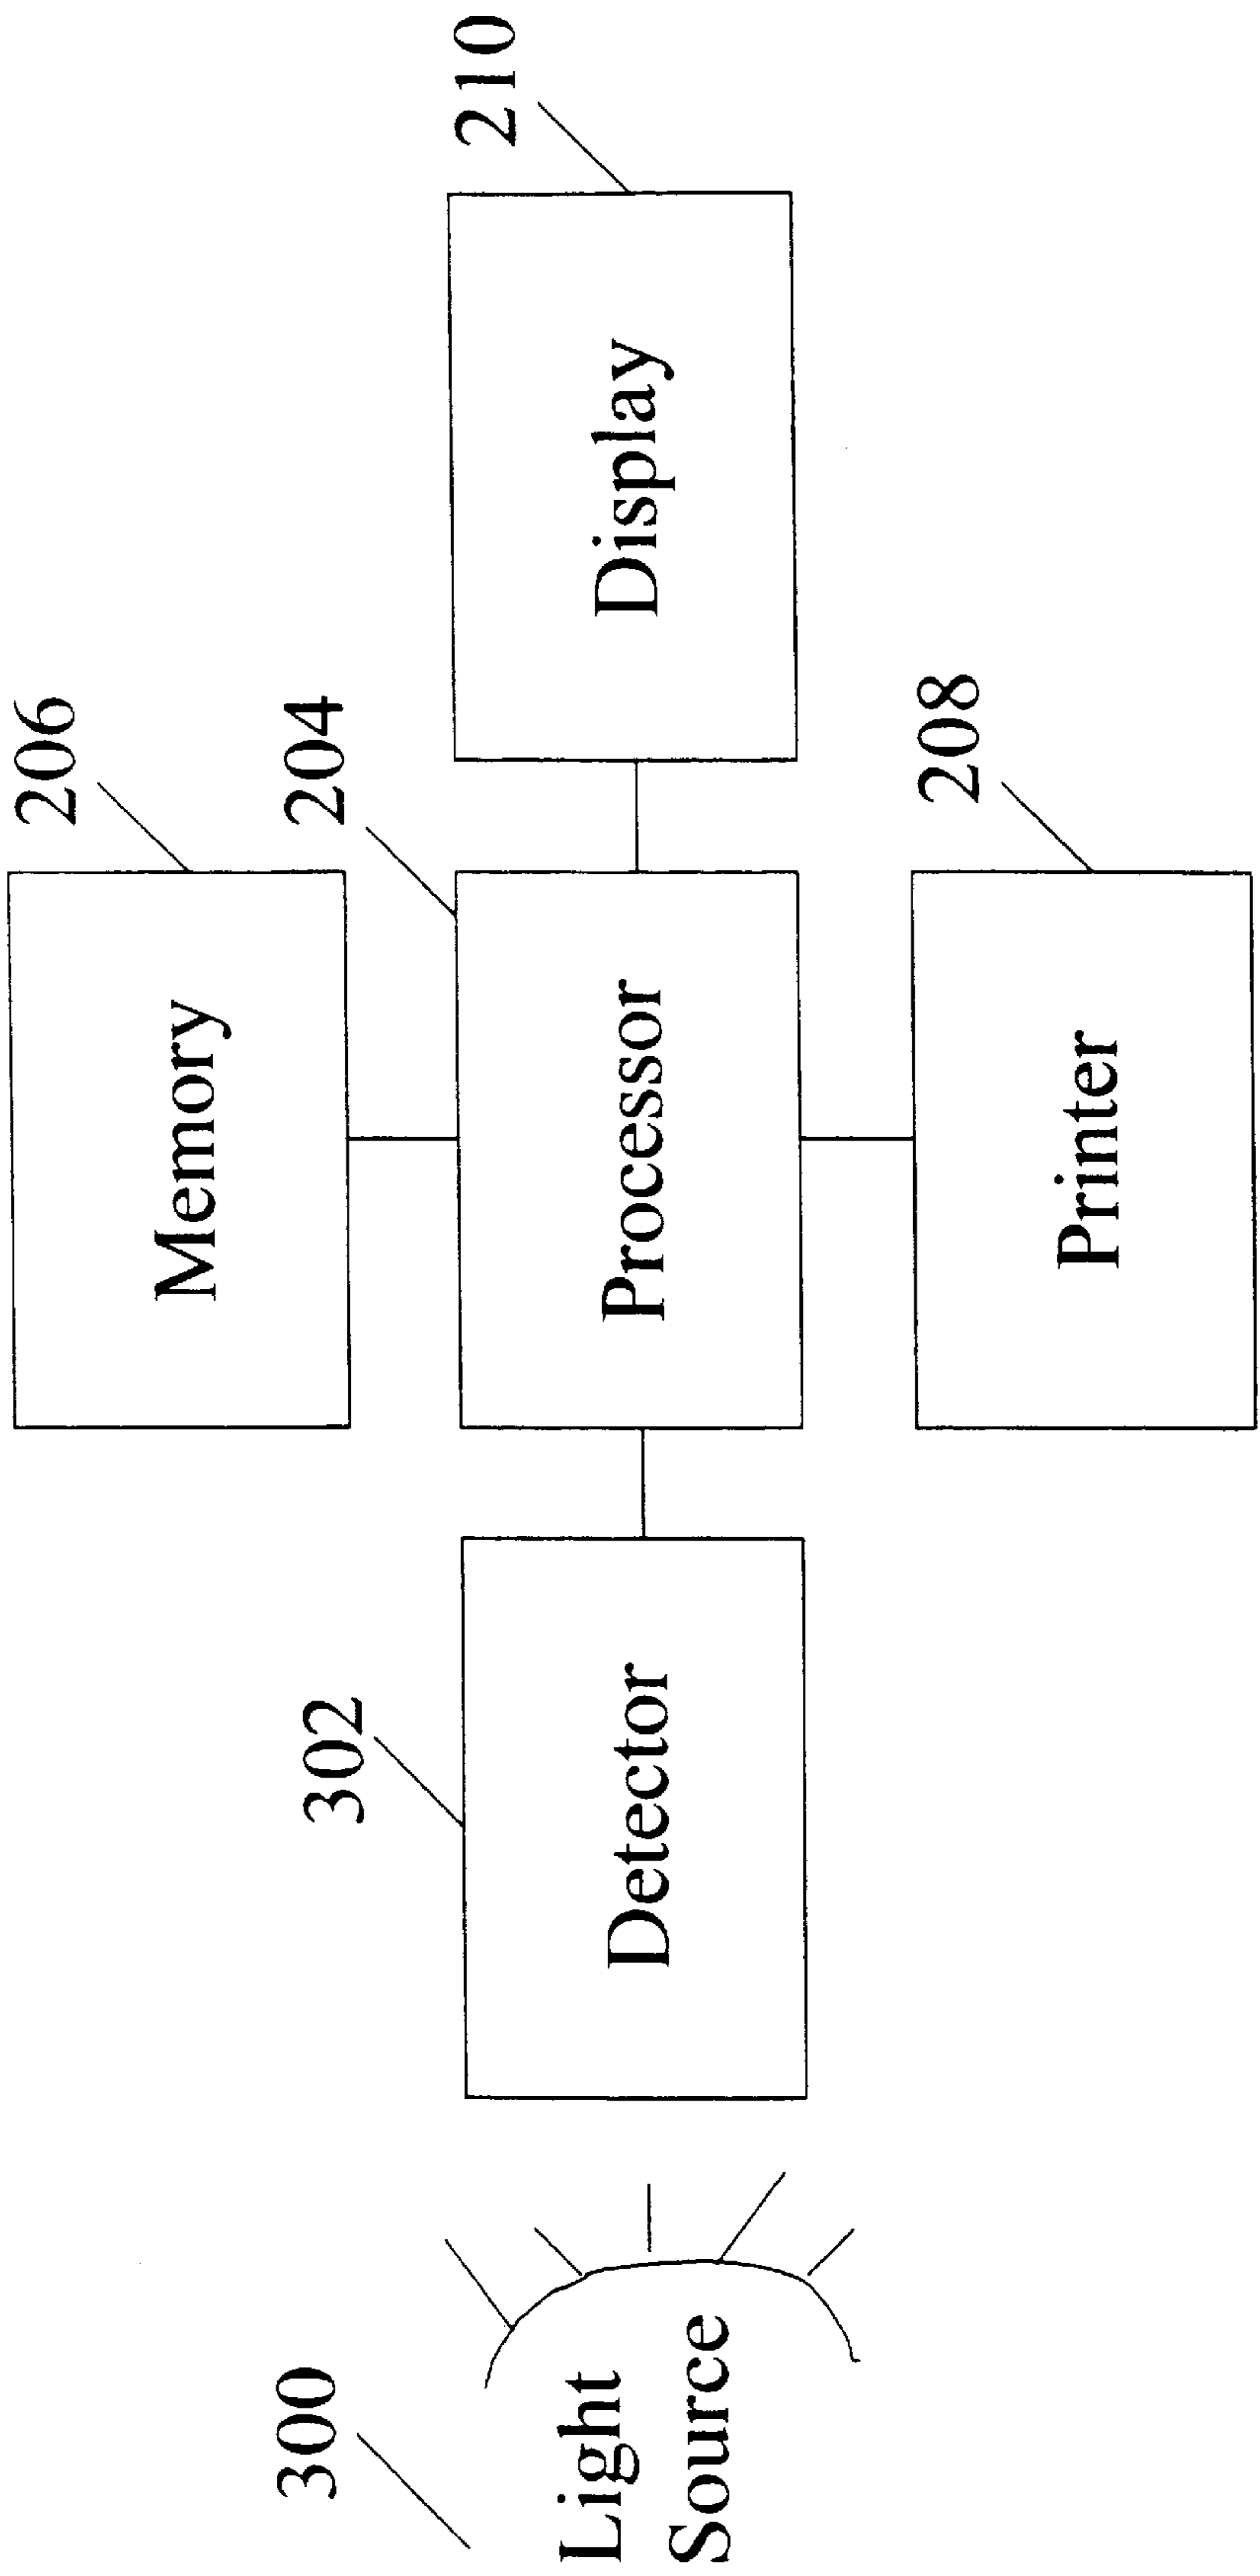 206
Memory
204
300
302
Light
Source
Detector
Processor
Display
210
208
Printer